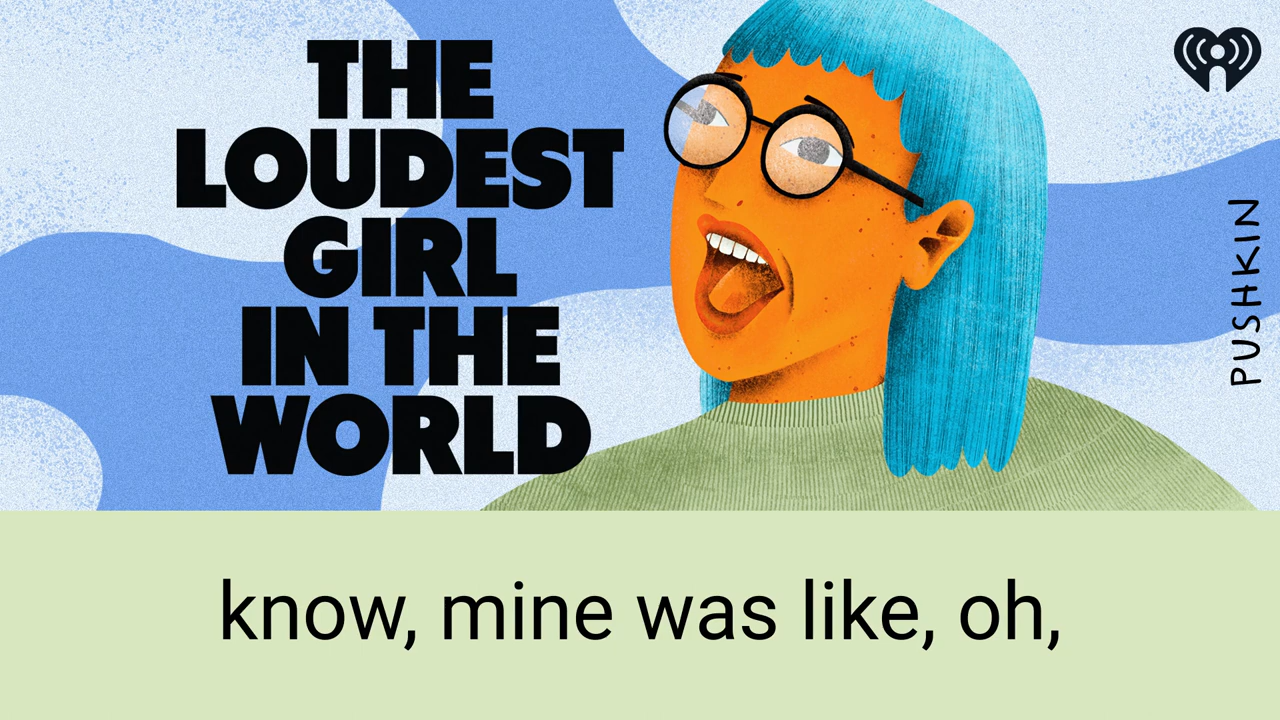 THE
LOUDEST
GIRL
IN THE
WORLD
PUSHKIN
know, mine was like, oh,